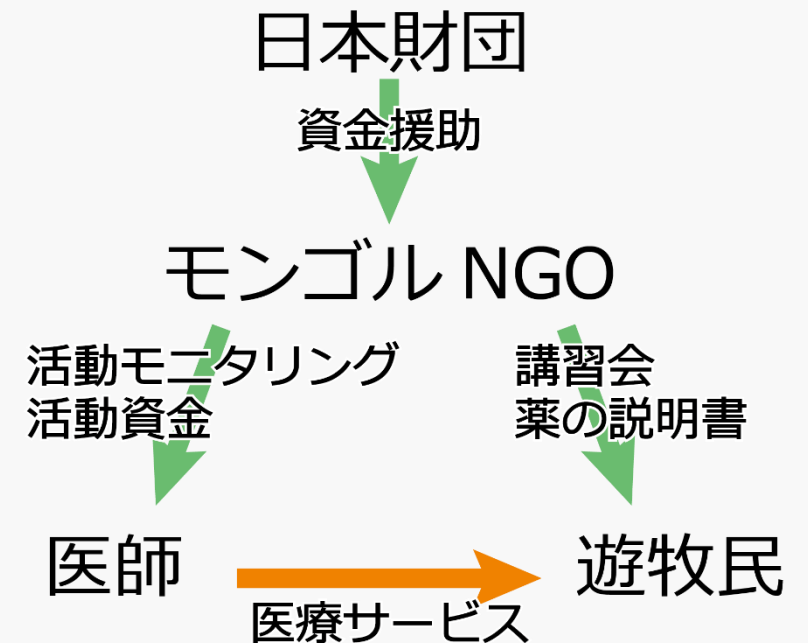 日本財団
資金援助
モンゴル NGO
活動モニタリング
活動資金
講習会
薬の説明書
医師
遊牧民
医療サービス